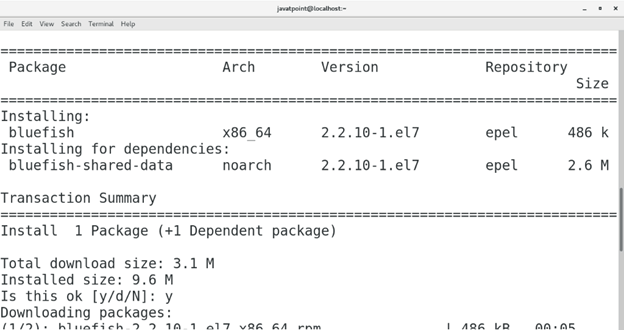 javatpoint@localhost:~
File Edit View Search Terminal Help
================================================================================
 Package                   Arch        Version             Repository
                                                                      Size
================================================================================
Installing:
 bluefish                  x86_64      2.2.10-1.el7        epel      486 k
Installing for dependencies:
 bluefish-shared-data      noarch      2.2.10-1.el7        epel      2.6 M
Transaction Summary
================================================================================
Install  1 Package (+1 Dependent package)
Total download size: 3.1 M
Installed size: 9.6 M
Is this ok [y/d/N]: y
Downloading packages:
(1/2): bluefish-2.2.10-1.el7.x86_64.rpm                | 486 kB   00:05